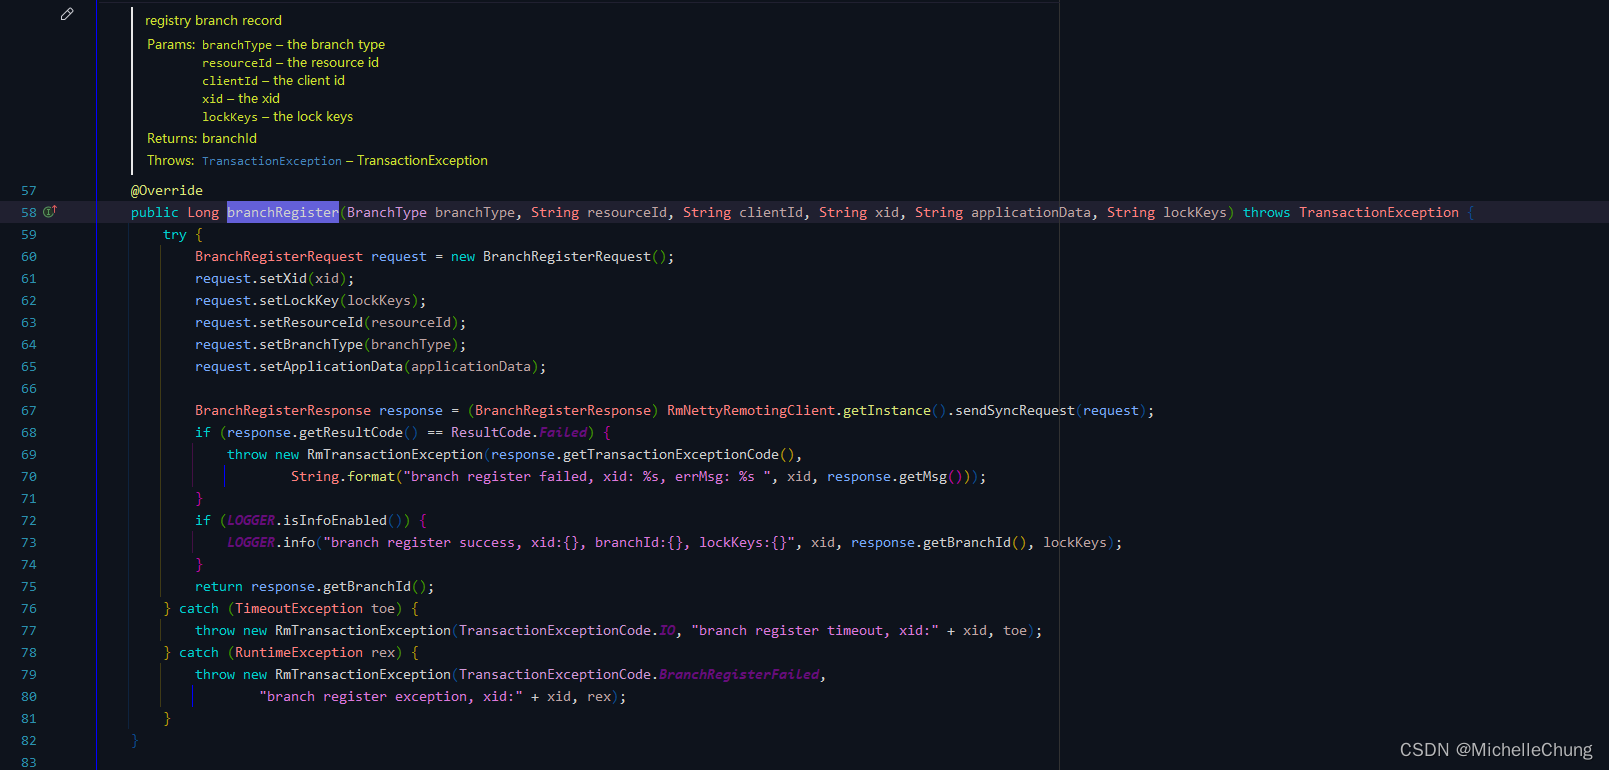 registry branch record
Params: branchType – the branch type
resourceId – the resource id
clientId – the client id
xid – the xid
lockKeys – the lock keys
Returns: branchId
Throws: TransactionException – TransactionException
57 @Override
58 public Long branchRegister(BranchType branchType, String resourceId, String clientId, String xid, String applicationData, String lockKeys) throws TransactionException {
59 try {
60 BranchRegisterRequest request = new BranchRegisterRequest();
61 request.setXid(xid);
62 request.setLockKey(lockKeys);
63 request.setResourceId(resourceId);
64 request.setBranchType(branchType);
65 request.setApplicationData(applicationData);
66
67 BranchRegisterResponse response = (BranchRegisterResponse) RmNettyRemotingClient.getInstance().sendSyncRequest(request);
68 if (response.getResultCode() == ResultCode.Failed) {
69 throw new RmTransactionException(response.getTransactionExceptionCode(),
70 String.format("branch register failed, xid: %s, errMsg: %s ", xid, response.getMsg()));
71 }
72 if (LOGGER.isInfoEnabled()) {
73 LOGGER.info("branch register success, xid:{}, branchId:{}, lockKeys:{}", xid, response.getBranchId(), lockKeys);
74 }
75 return response.getBranchId();
76 } catch (TimeoutException toe) {
77 throw new RmTransactionException(TransactionExceptionCode.IO, "branch register timeout, xid:" + xid, toe);
78 } catch (RuntimeException rex) {
79 throw new RmTransactionException(TransactionExceptionCode.BranchRegisterFailed,
80 "branch register exception, xid:" + xid, rex);
81 }
82 }
83
CSDN @MichelleChung